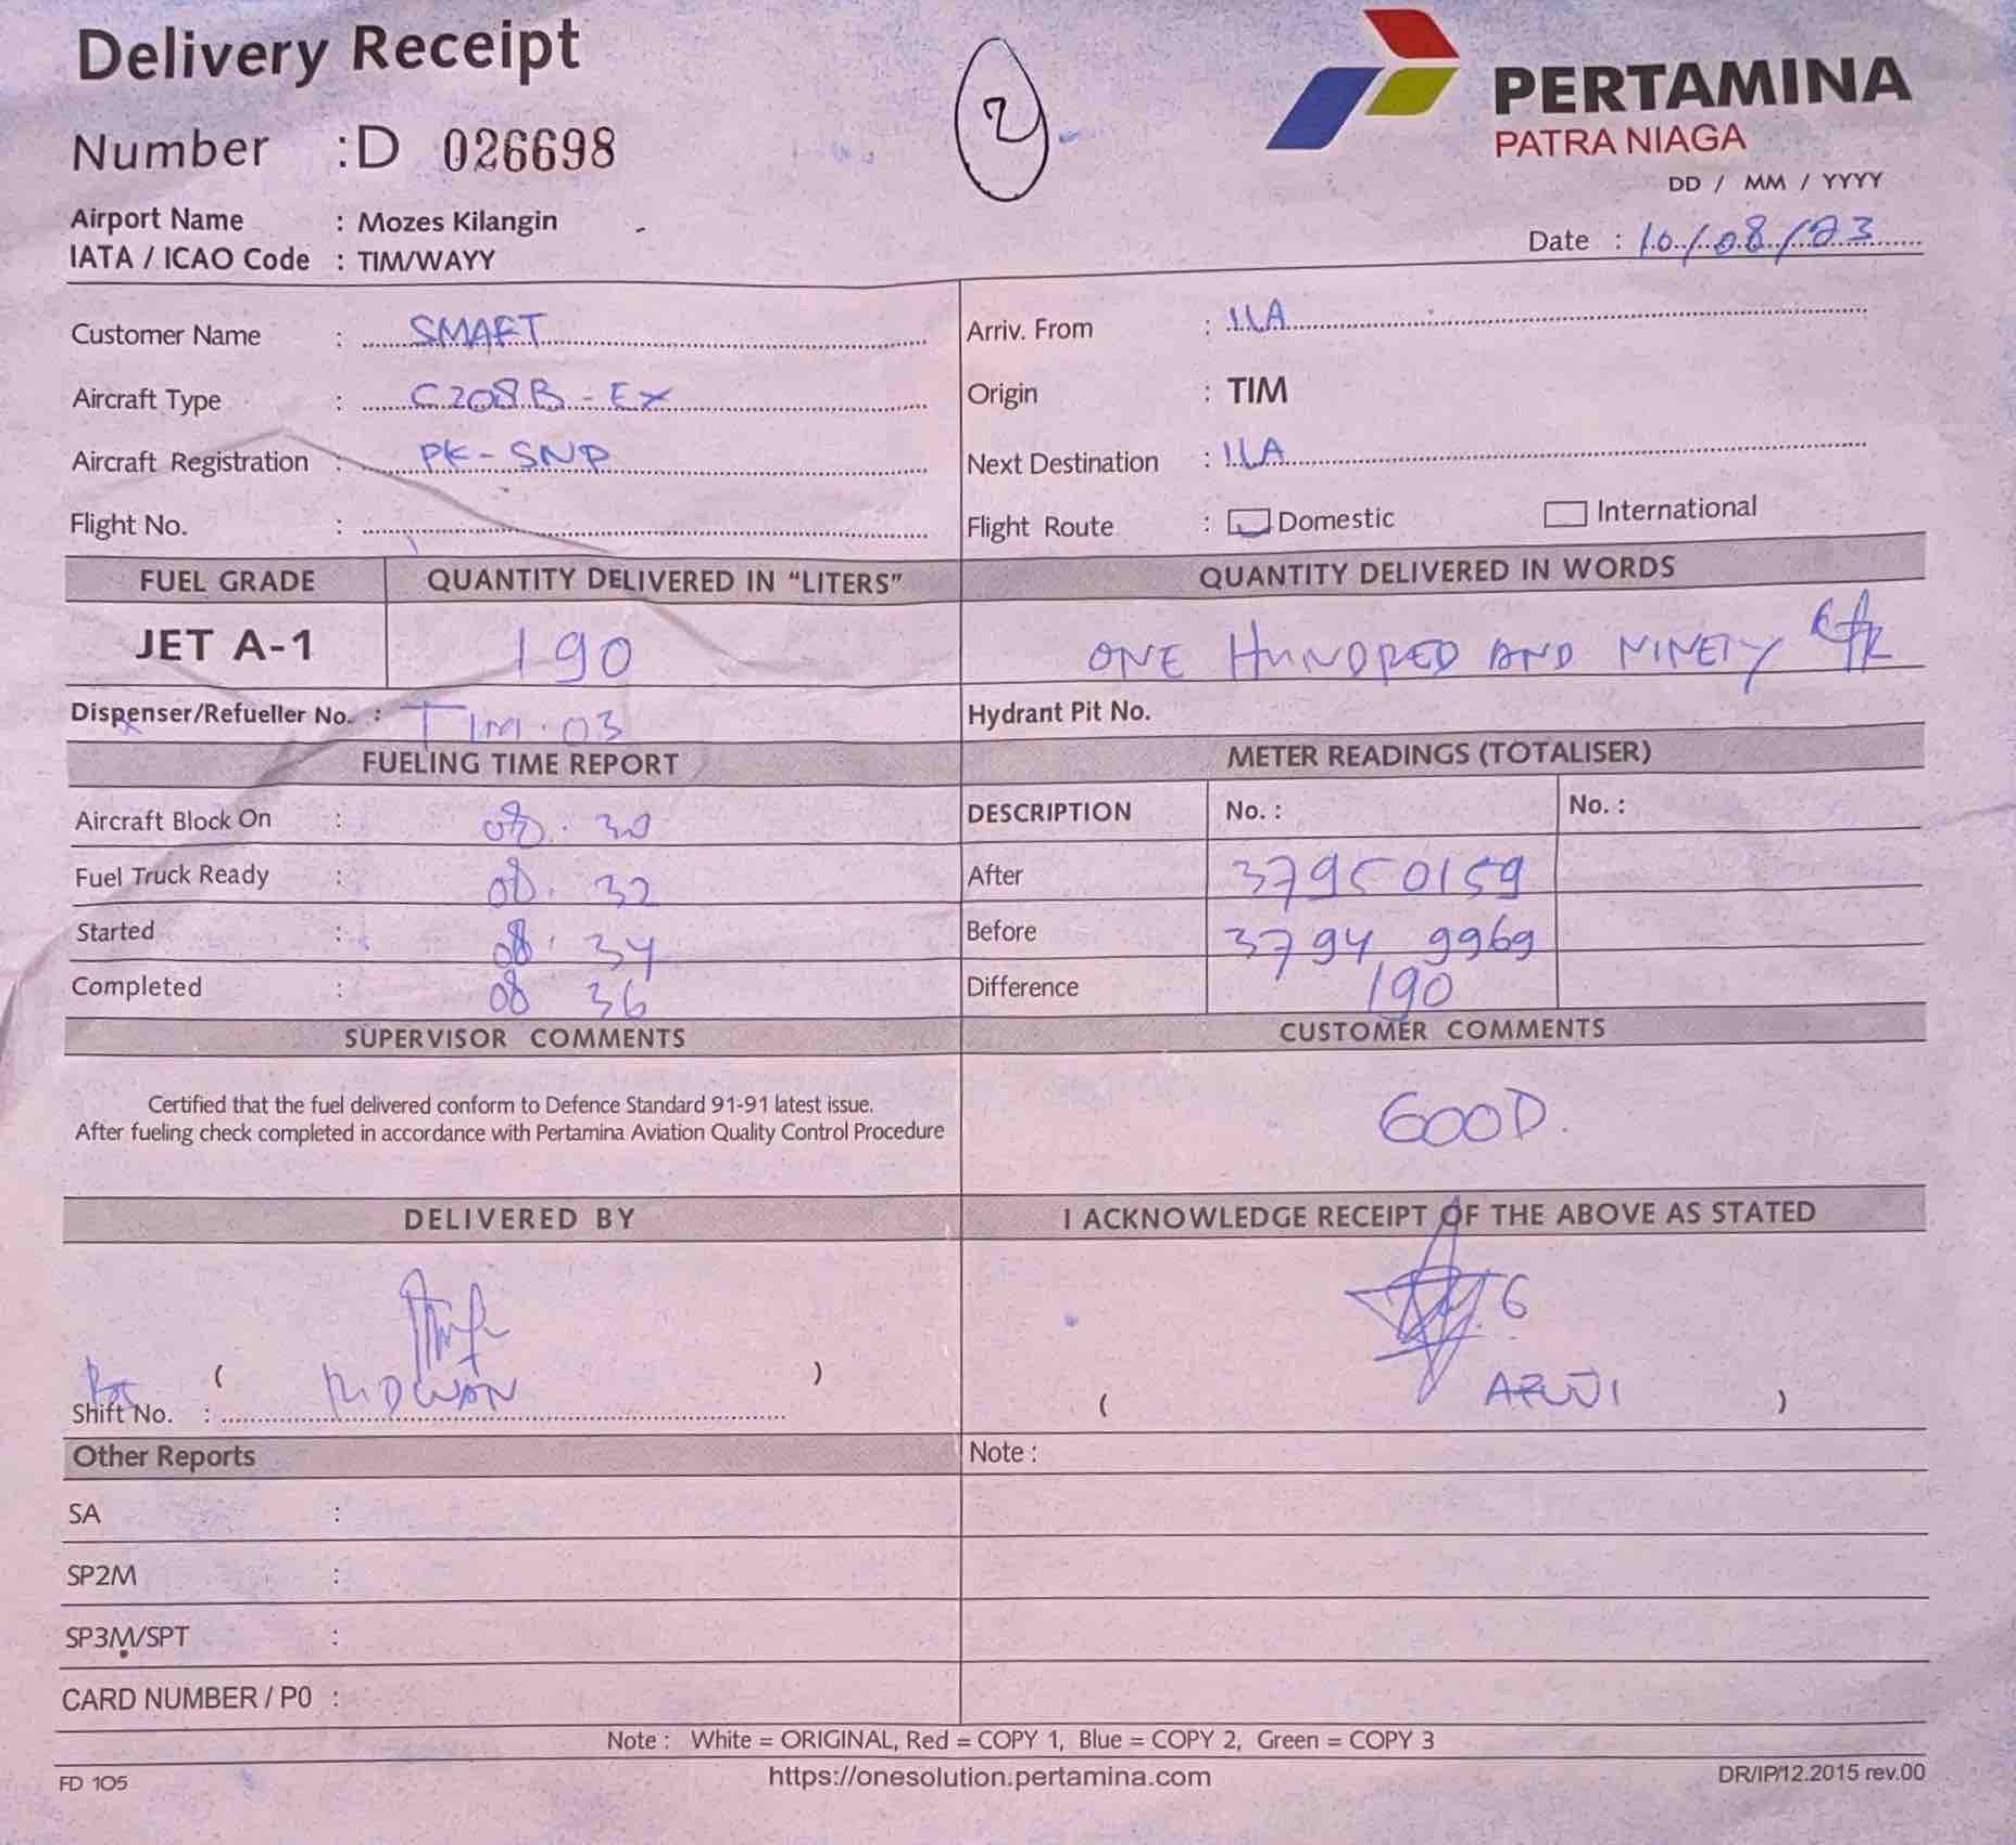 Delivery Receipt
2
PERTAMINA
PATRA NIAGA
Number : D 026698
DD / MM / YYYY
Airport Name : Mozes Kilangin
Date : 10/08/23
IATA / ICAO Code : TIM/WAYY
Customer Name : SMART
Arriv. From : ILA
Aircraft Type : C208B - EX
Origin : TIM
Aircraft Registration : PK - SNP
Next Destination : ILA
Flight No. :
Flight Route : Domestic International
FUEL GRADE QUANTITY DELIVERED IN "LITERS" QUANTITY DELIVERED IN WORDS
JET A-1 190 ONE HUNDRED AND NINETY
Dispenser/Refueller No. : TIM.03 Hydrant Pit No.
FUELING TIME REPORT METER READINGS (TOTALISER)
Aircraft Block On : 08.30 DESCRIPTION No. : No. :
Fuel Truck Ready : 08.32 After 37950159
Started : 08.34 Before 3794 9969
Completed : 08 36 Difference 190
SUPERVISOR COMMENTS CUSTOMER COMMENTS
Certified that the fuel delivered conform to Defence Standard 91-91 latest issue.
After fueling check completed in accordance with Pertamina Aviation Quality Control Procedure
GOOD.
DELIVERED BY I ACKNOWLEDGE RECEIPT OF THE ABOVE AS STATED
( RIDWAN )
Shift No. :
( )
Other Reports Note :
SA :
SP2M :
SP3M/SPT :
CARD NUMBER / P0 :
Note : White = ORIGINAL, Red = COPY 1, Blue = COPY 2, Green = COPY 3
FD 105 https://onesolution.pertamina.com DR/IP/12.2015 rev.00